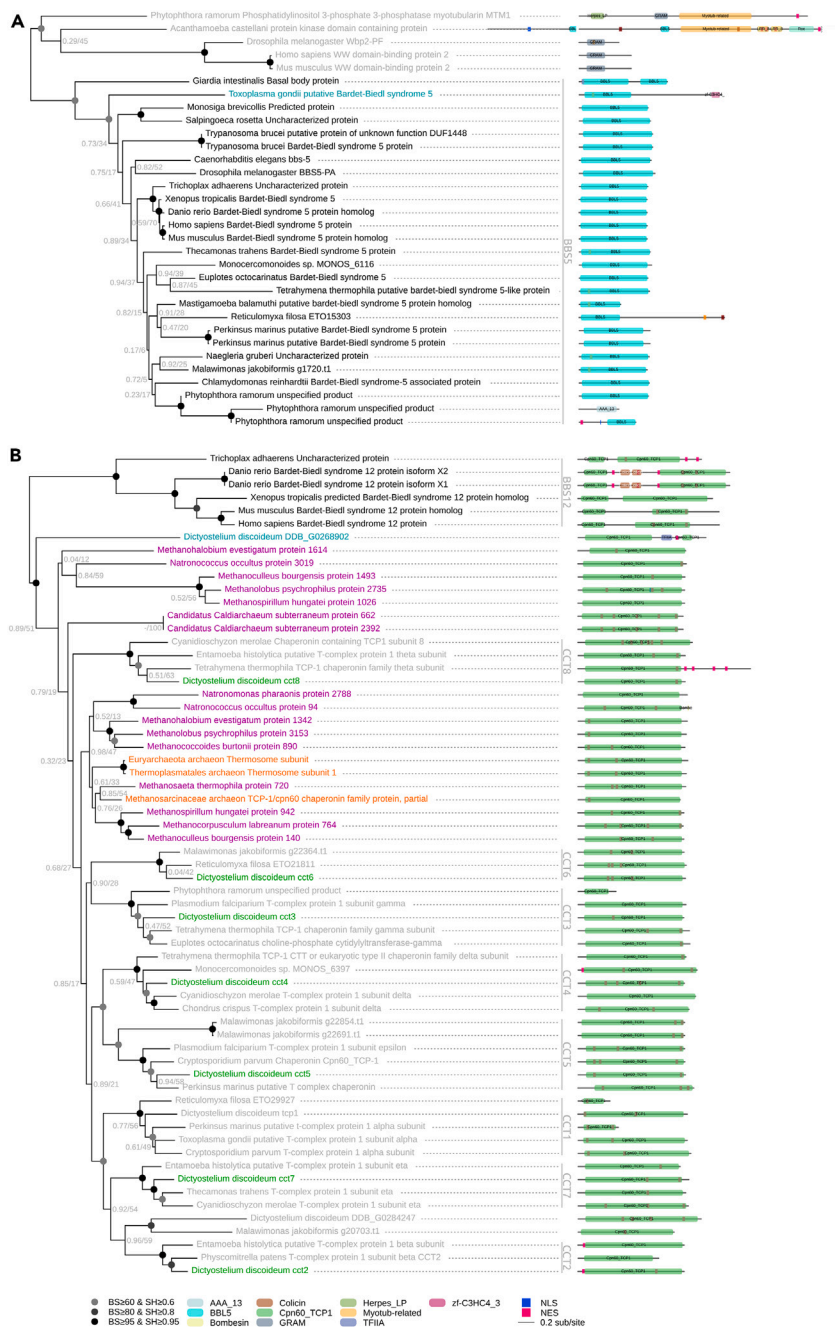 A
Phytophthora ramorum Phosphatidylinositol 3-phosphate 3-phosphatase myotubularin MTM1
Acanthamoeba castellani protein kinase domain containing protein
0.29/45
Drosophila melanogaster Wbp2-PF
Homo sapiens WW domain-binding protein 2
Mus musculus WW domain-binding protein 2
Giardia intestinalis Basal body protein
Toxoplasma gondii putative Bardet-Biedl syndrome 5
Monosiga brevicollis Predicted protein
Salpingoeca rosetta Uncharacterized protein
0.73/34
Trypanosoma brucei putative protein of unknown function DUF1448
Trypanosoma brucei Bardet-Biedl syndrome 5 protein
0.75/17
0.82/52
Caenorhabditis elegans bbs-5
Drosophila melanogaster BBS5-PA
0.66/41
Trichoplax adhaerens Uncharacterized protein
Xenopus tropicalis Bardet-Biedl syndrome 5
Danio rerio Bardet-Biedl syndrome 5 protein homolog
0.59/70
Homo sapiens Bardet-Biedl syndrome 5 protein
0.89/34
Mus musculus Bardet-Biedl syndrome 5 protein homolog
Thecamonas trahens Bardet-Biedl syndrome 5 protein
Monocercomonoides sp. MONOS_6116
0.94/37
0.94/39
Euplotes octocarinatus Bardet-Biedl syndrome 5
0.87/45
Tetrahymena thermophila putative bardet-biedl syndrome 5-like protein
Mastigamoeba balamuthi putative bardet-biedl syndrome 5 protein homolog
0.82/15
0.91/28
Reticulomyxa filosa ETO15303
0.47/20
Perkinsus marinus putative Bardet-Biedl syndrome 5 protein
Perkinsus marinus putative Bardet-Biedl syndrome 5 protein
0.17/6
Naegleria gruberi Uncharacterized protein
0.92/25
Malawimonas jakobiformis g1720.t1
0.72/5
Chlamydomonas reinhardtii Bardet-Biedl syndrome-5 associated protein
0.23/17
Phytophthora ramorum unspecified product
Phytophthora ramorum unspecified product
Phytophthora ramorum unspecified product
BBS5
B
Trichoplax adhaerens Uncharacterized protein
Danio rerio Bardet-Biedl syndrome 12 protein isoform X2
Danio rerio Bardet-Biedl syndrome 12 protein isoform X1
Xenopus tropicalis predicted Bardet-Biedl syndrome 12 protein homolog
Mus musculus Bardet-Biedl syndrome 12 protein homolog
Homo sapiens Bardet-Biedl syndrome 12 protein
BBS12
Dictyostelium discoideum DDB_G0268902
Methanohalobium evestigatum protein 1614
0.04/12
Natronococcus occultus protein 3019
0.84/59
Methanoculleus bourgensis protein 1493
Methanolobus psychrophilus protein 2735
0.52/56
Methanospirillum hungatei protein 1026
0.89/51
Candidatus Caldiarchaeum subterraneum protein 662
-/100
Candidatus Caldiarchaeum subterraneum protein 2392
Cyanidioschyzon merolae Chaperonin containing TCP1 subunit 8
Entamoeba histolytica putative T-complex protein 1 theta subunit
0.79/19
Tetrahymena thermophila TCP-1 chaperonin family theta subunit
0.51/63
Dictyostelium discoideum cct8
CCT8
Natronomonas pharaonis protein 2788
Natronococcus occultus protein 94
0.52/13
Methanohalobium evestigatum protein 1342
Methanolobus psychrophilus protein 3153
0.98/47
Methanococcoides burtonii protein 890
0.32/23
Euryarchaeota archaeon Thermosome subunit
Thermoplasmatales archaeon Thermosome subunit 1
0.61/33
Methanosaeta thermophila protein 720
0.85/54
Methanosarcinaceae archaeon TCP-1/cpn60 chaperonin family protein, partial
0.76/26
Methanospirillum hungatei protein 942
Methanocorpusculum labreanum protein 764
Methanoculleus bourgensis protein 140
Malawimonas jakobiformis g22364.t1
0.68/27
Reticulomyxa filosa ETO21811
0.04/42
Dictyostelium discoideum cct6
CCT6
0.90/28
Phytophthora ramorum unspecified product
Plasmodium falciparium T-complex protein 1 subunit gamma
Dictyostelium discoideum cct3
0.47/52
Tetrahymena thermophila TCP-1 chaperonin family gamma subunit
Euplotes octocarinatus choline-phosphate cytidylyltransferase-gamma
CCT3
Tetrahymena thermophila TCP-1 CTT or eukaryotic type II chaperonin family delta subunit
Monocercomonoides sp. MONOS_6397
0.59/47
Dictyostelium discoideum cct4
0.85/17
Cyanidioschyzon merolae T-complex protein 1 subunit delta
Chondrus crispus T-complex protein 1 subunit delta
CCT4
Malawimonas jakobiformis g22854.t1
Malawimonas jakobiformis g22691.t1
Plasmodium falciparium T-complex protein 1 subunit epsilon
Cryptosporidium parvum Chaperonin Cpn60_TCP-1
Dictyostelium discoideum cct5
0.94/58
Perkinsus marinus putative T complex chaperonin
CCT5
0.89/21
Reticulomyxa filosa ETO29927
Dictyostelium discoideum tcp1
0.77/56
Perkinsus marinus putative t-complex protein 1 alpha subunit
Toxoplasma gondii putative T-complex protein 1 subunit alpha
0.61/49
Cryptosporidium parvum T-complex protein 1 subunit alpha
CCT1
Entamoeba histolytica putative T-complex protein 1 subunit eta
Dictyostelium discoideum cct7
Thecamonas trahens T-complex protein 1 subunit eta
Cyanidioschyzon merolae T-complex protein 1 subunit eta
CCT7
0.92/54
Dictyostelium discoideum DDB_G0284247
Malawimonas jakobiformis g20703.t1
0.96/59
Entamoeba histolytica putative T-complex protein 1 beta subunit
Physcomitrella patens T-complex protein 1 subunit beta CCT2
Dictyostelium discoideum cct2
CCT2
BS≥60 & SH≥0.6
BS≥80 & SH≥0.8
BS≥95 & SH≥0.95
AAA_13
BBL5
Bombesin
Colicin
Cpn60_TCP1
GRAM
Herpes_LP
Myotub-related
TFIIA
zf-C3HC4_3
NLS
NES
0.2 sub/site